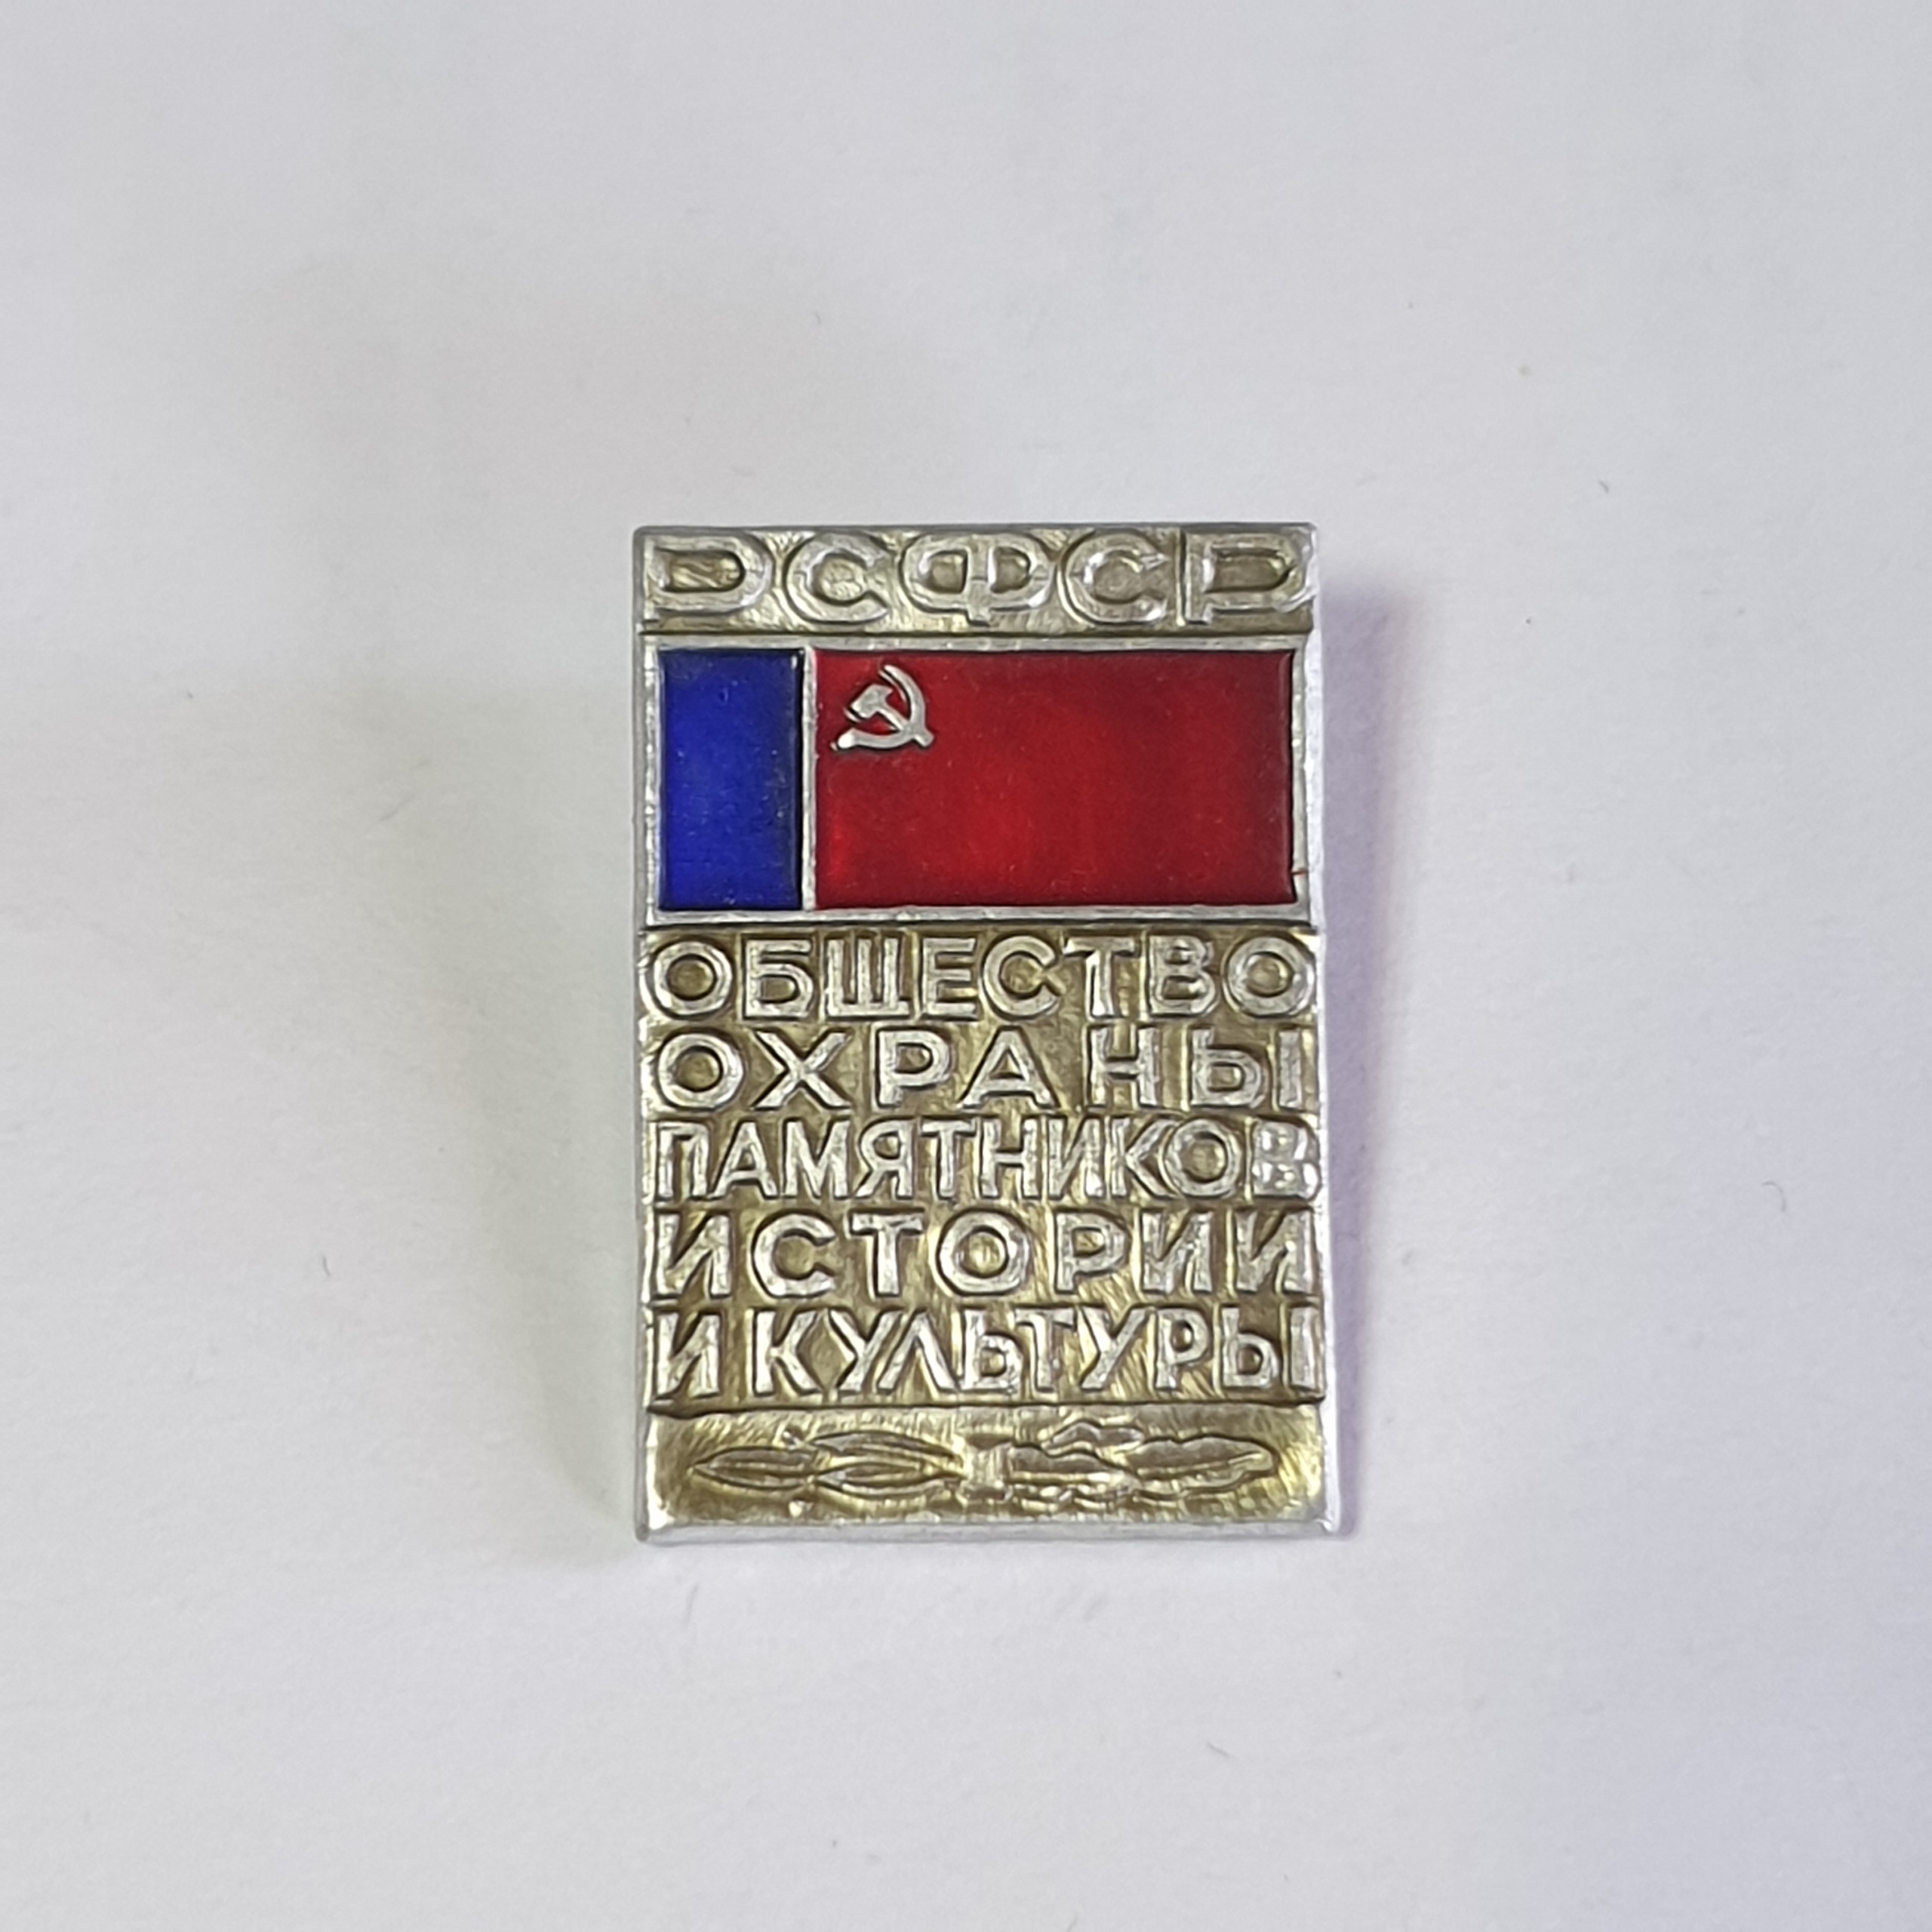 РСФСР
ОБЩЕСТВО
ОХРАНЫ
ПАМЯТНИКОВ
ИСТОРИИ
И КУЛЬТУРЫ